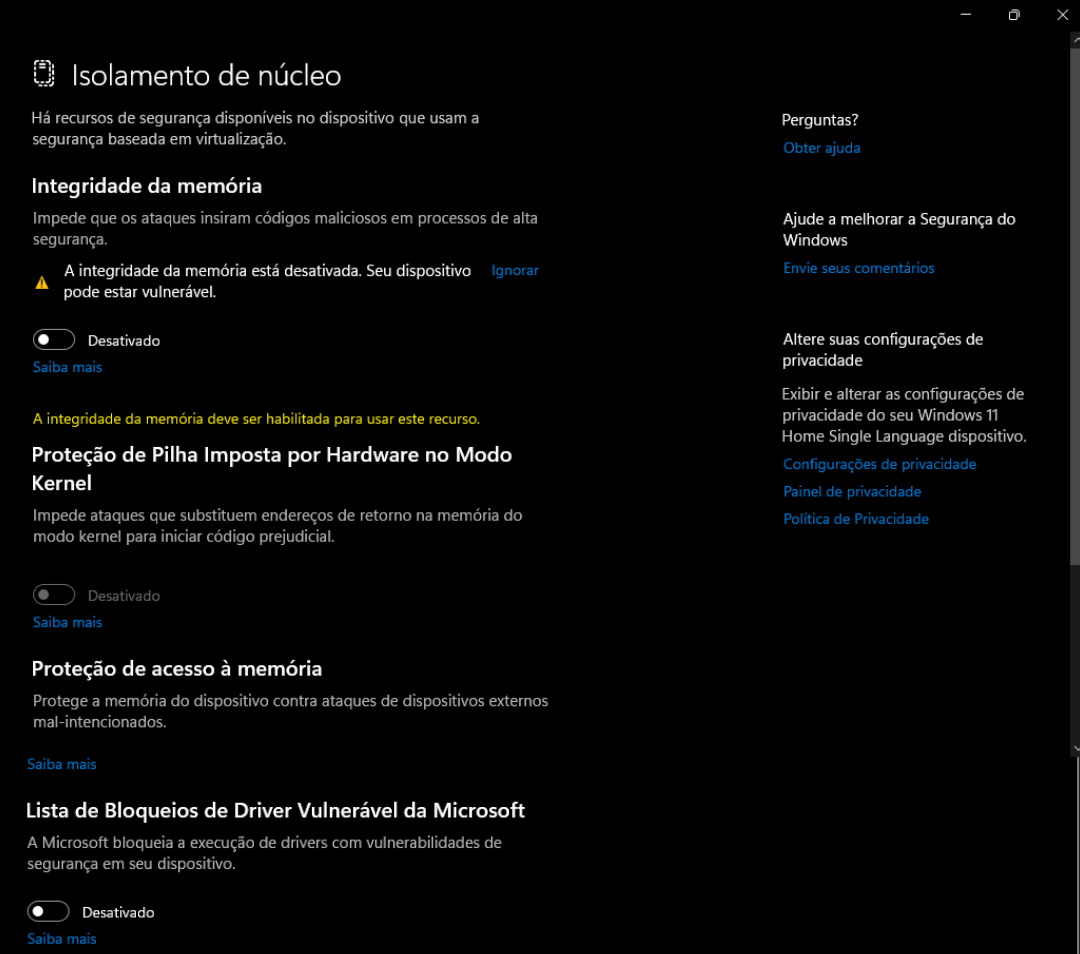 Isolamento de núcleo
Há recursos de segurança disponíveis no dispositivo que usam a
segurança baseada em virtualização.
Integridade da memória
Impede que os ataques insiram códigos maliciosos em processos de alta
segurança.
A integridade da memória está desativada. Seu dispositivo
pode estar vulnerável.
Ignorar
Desativado
Saiba mais
A integridade da memória deve ser habilitada para usar este recurso.
Proteção de Pilha Imposta por Hardware no Modo
Kernel
Impede ataques que substituem endereços de retorno na memória do
modo kernel para iniciar código prejudicial.
Desativado
Saiba mais
Proteção de acesso à memória
Protege a memória do dispositivo contra ataques de dispositivos externos
mal-intencionados.
Saiba mais
Lista de Bloqueios de Driver Vulnerável da Microsoft
A Microsoft bloqueia a execução de drivers com vulnerabilidades de
segurança em seu dispositivo.
Desativado
Saiba mais
Perguntas?
Obter ajuda
Ajude a melhorar a Segurança do
Windows
Envie seus comentários
Altere suas configurações de
privacidade
Exibir e alterar as configurações de
privacidade do seu Windows 11
Home Single Language dispositivo.
Configurações de privacidade
Painel de privacidade
Política de Privacidade